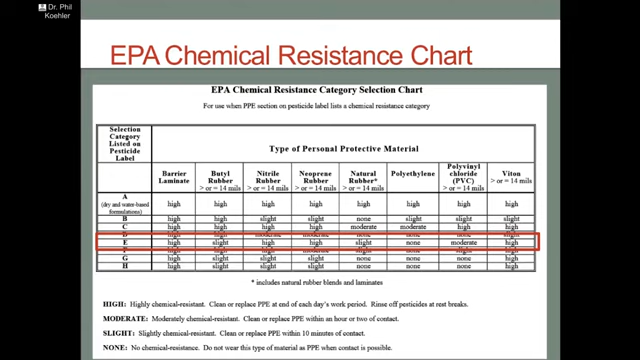 Dr. Phil
Koehler
EPA Chemical Resistance Chart
EPA Chemical Resistance Category Selection Chart
For use when PPE section on pesticide label lists a chemical resistance category
Selection Category Listed on Pesticide Label
Type of Personal Protective Material
Barrier Laminate
Butyl Rubber > or = 14 mils
Nitrile Rubber > or = 14 mils
Neoprene Rubber > or = 14 mils
Natural Rubber* > or = 14 mils
Polyethylene
Polyvinyl chloride (PVC) > or = 14 mils
Viton > or = 14 mils
A (dry and water-based formulations) high high high high high high high high
B high high slight slight none slight slight slight
C high high high high moderate moderate high high
E high slight high high slight none moderate high
F high high high moderate slight none slight high
G high slight slight slight none none none high
H high slight slight slight none none none high
* includes natural rubber blends and laminates
HIGH: Highly chemical-resistant. Clean or replace PPE at end of each day's work period. Rinse off pesticides at rest breaks.
MODERATE: Moderately chemical-resistant. Clean or replace PPE within an hour or two of contact.
SLIGHT: Slightly chemical-resistant. Clean or replace PPE within 10 minutes of contact.
NONE: No chemical-resistance. Do not wear this type of material as PPE when contact is possible.